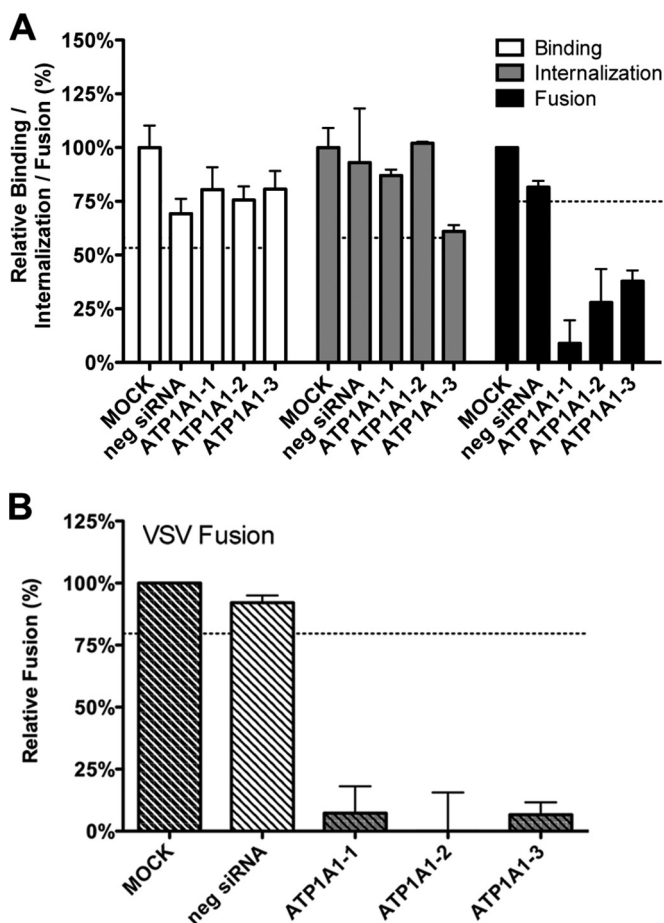 A
Relative Binding /
Internalization / Fusion (%)
150%
125%
100%
75%
50%
25%
0%
Binding
Internalization
Fusion
MOCK
neg siRNA
ATP1A1-1
ATP1A1-2
ATP1A1-3
MOCK
neg siRNA
ATP1A1-1
ATP1A1-2
ATP1A1-3
MOCK
neg siRNA
ATP1A1-1
ATP1A1-2
ATP1A1-3
B
VSV Fusion
Relative Fusion (%)
125%
100%
75%
50%
25%
0%
MOCK
neg siRNA
ATP1A1-1
ATP1A1-2
ATP1A1-3